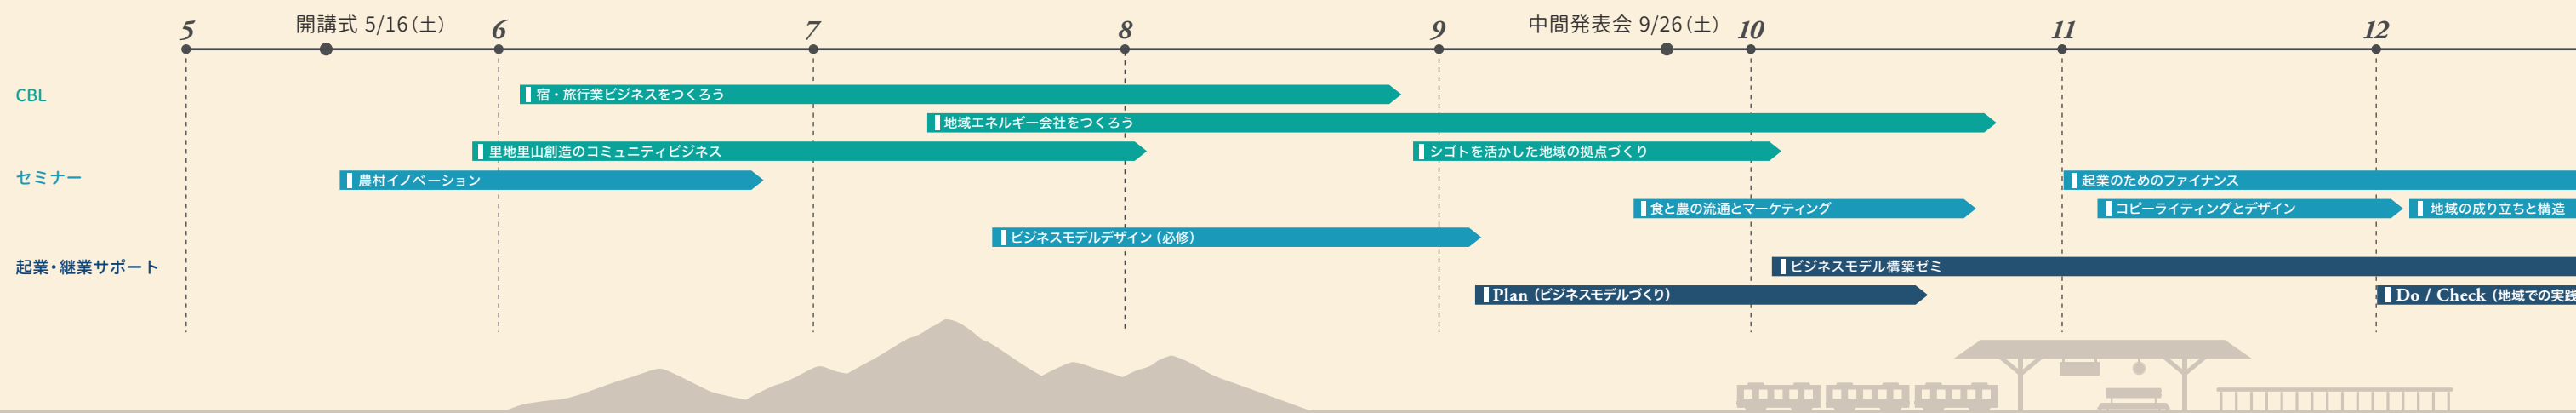 5
開講式 5/16(土)
6
7
8
9
中間発表会 9/26(土)
10
11
12
CBL
宿・旅行業ビジネスをつくろう
地域エネルギー会社をつくろう
里地里山創造のコミュニティビジネス
シゴトを活かした地域の拠点づくり
セミナー
農村イノベーション
起業のためのファイナンス
食と農の流通とマーケティング
コピーライティングとデザイン
地域の成り立ちと構造
ビジネスモデルデザイン(必修)
起業・継業サポート
ビジネスモデル構築ゼミ
Plan(ビジネスモデルづくり)
Do / Check(地域での実践